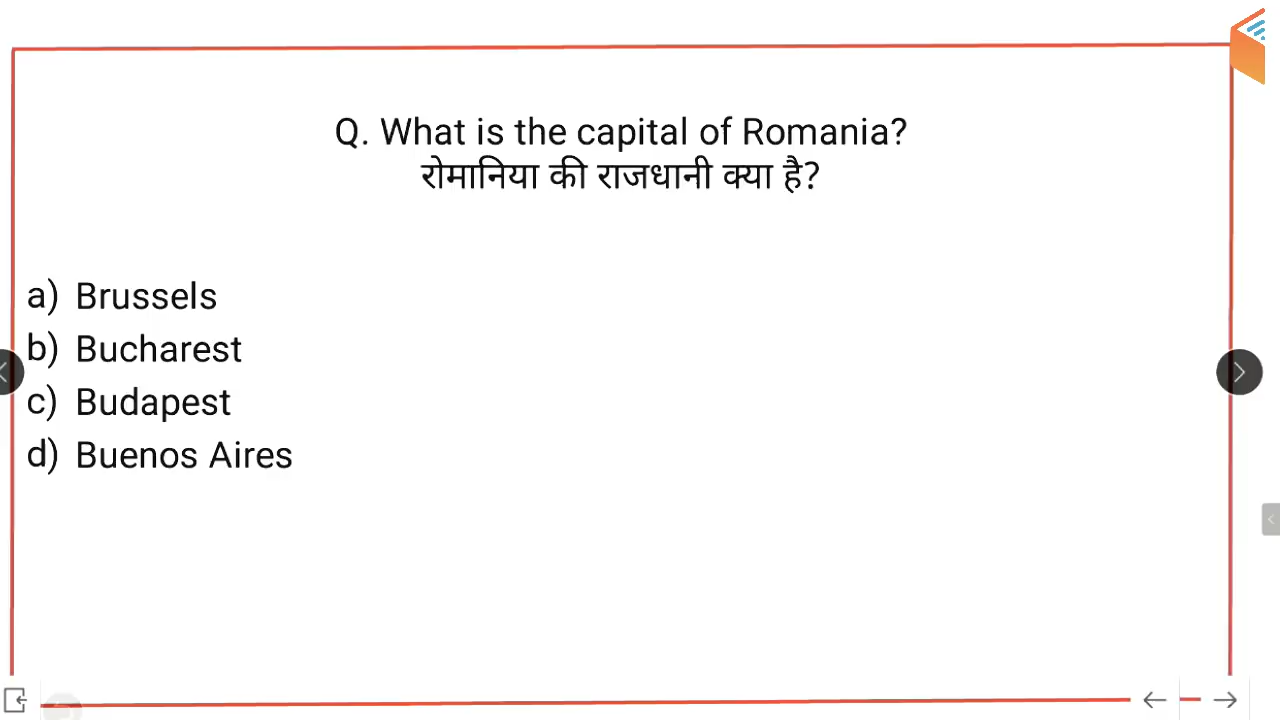 Q. What is the capital of Romania?
रोमानिया की राजधानी क्या है?
a) Brussels
b) Bucharest
c) Budapest
d) Buenos Aires